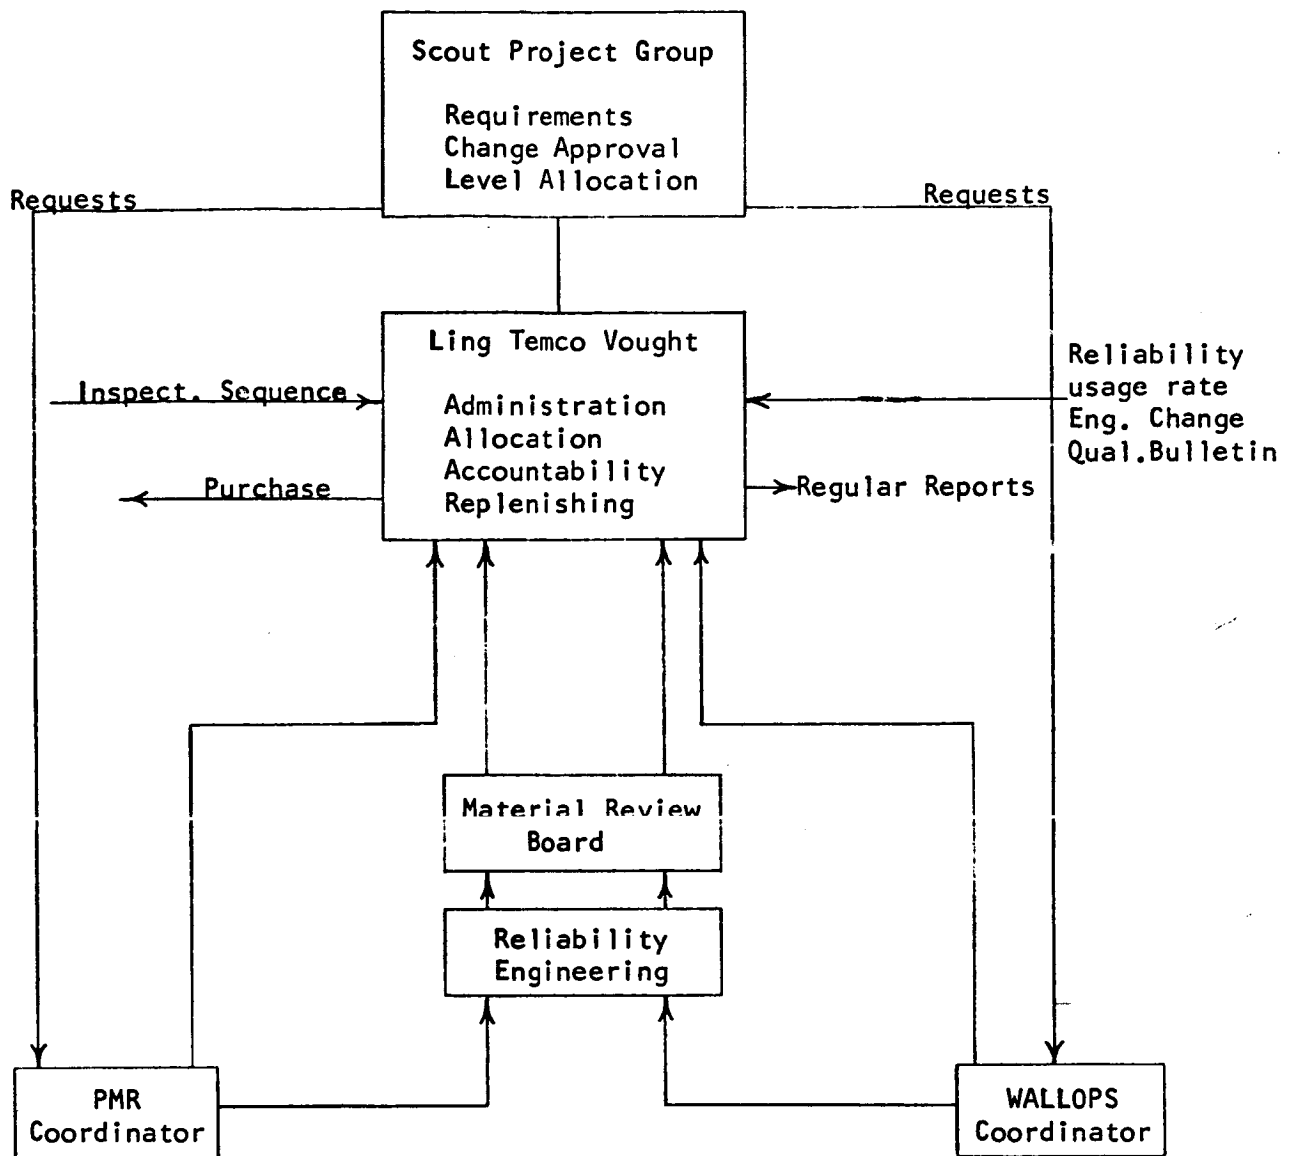 Scout Project Group
Requirements
Change Approval
Level Allocation
Requests
Requests
Ling Temco Vought
Administration
Allocation
Accountability
Replenishing
Inspect. Sequence
Purchase
Reliability
usage rate
Eng. Change
Qual.Bulletin
Regular Reports
Material Review
Board
Reliability
Engineering
PMR
Coordinator
WALLOPS
Coordinator